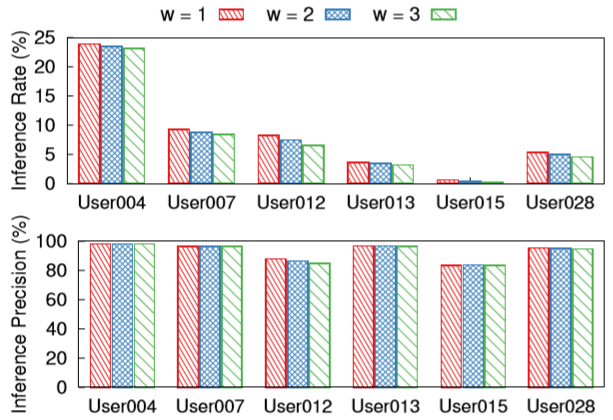 w = 1 w = 2 w = 3
Inference Rate (%)
25
20
15
10
5
0
User004 User007 User012 User013 User015 User028
Inference Precision (%)
100
80
60
40
20
0
User004 User007 User012 User013 User015 User028